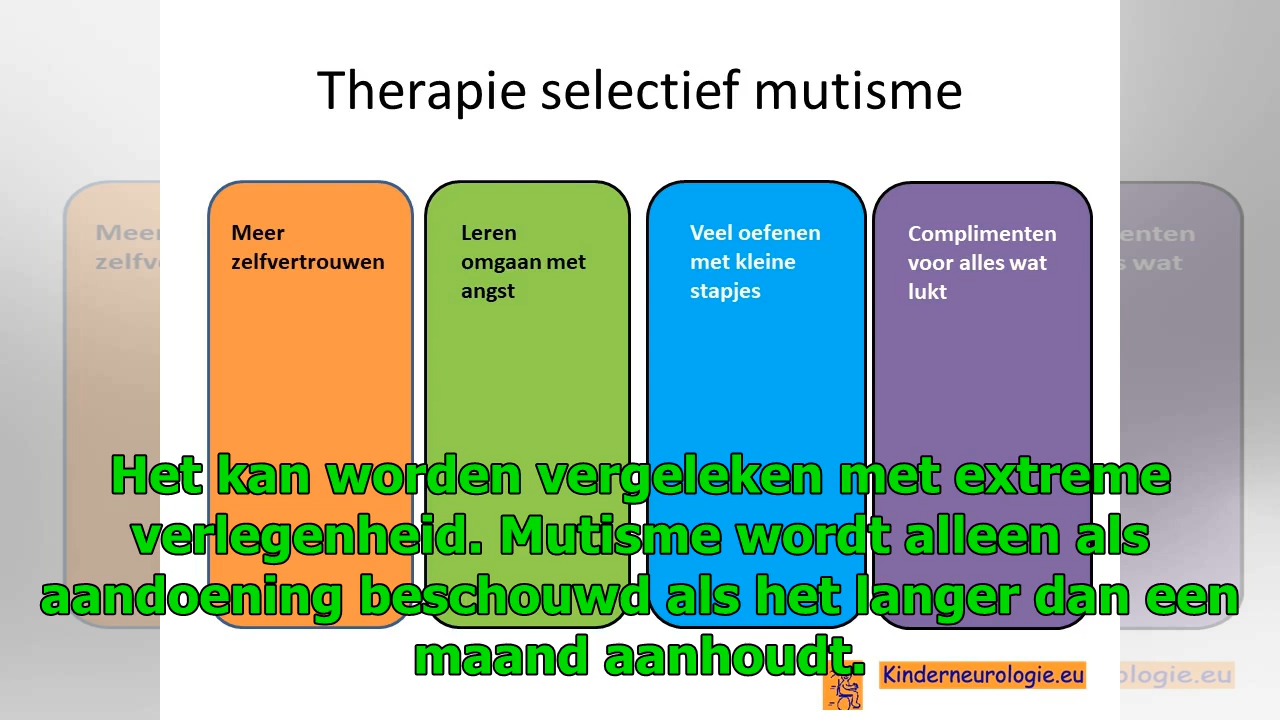 Therapie selectief mutisme
Meer
zelfvertrouwen
Leren
omgaan met
angst
Veel oefenen
met kleine
stapjes
Complimenten
voor alles wat
lukt
Het kan worden vergeleken met extreme
verlegenheid. Mutisme wordt alleen als
aandoening beschouwd als het langer dan een
maand aanhoudt.
Kinderneurologie.eu